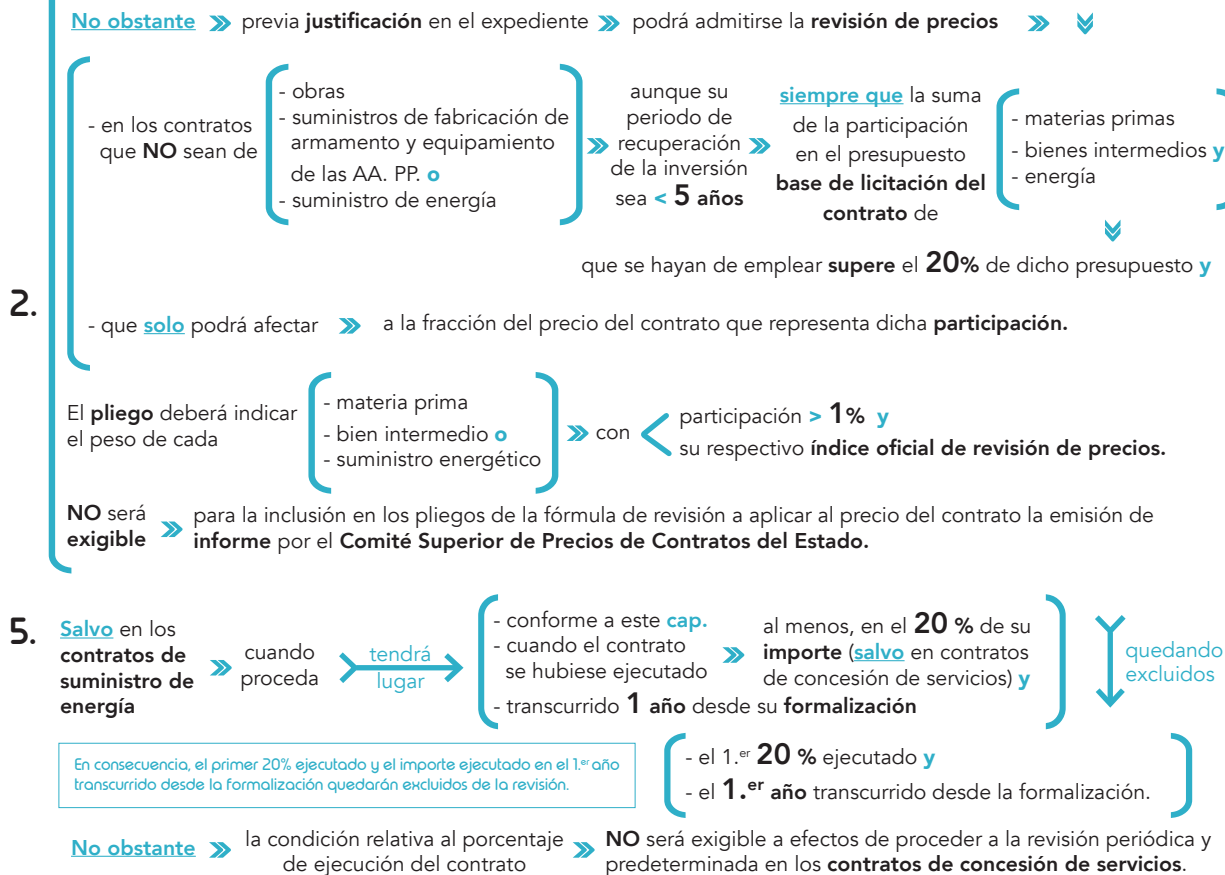 No obstante » previa justificación en el expediente » podrá admitirse la revisión de precios »
- en los contratos
que NO sean de
- obras
- suministros de fabricación de
armamento y equipamiento
de las AA. PP. o
- suministro de energía
» aunque su
periodo de
recuperación
de la inversión
sea < 5 años
» siempre que la suma
de la participación
en el presupuesto
base de licitación del
contrato de
- materias primas
- bienes intermedios y
- energía
que se hayan de emplear supere el 20% de dicho presupuesto y
2.
- que solo podrá afectar » a la fracción del precio del contrato que representa dicha participación.
El pliego deberá indicar
el peso de cada
- materia prima
- bien intermedio o
- suministro energético
» con
participación > 1% y
su respectivo índice oficial de revisión de precios.
NO será
exigible
» para la inclusión en los pliegos de la fórmula de revisión a aplicar al precio del contrato la emisión de
informe por el Comité Superior de Precios de Contratos del Estado.
5.
Salvo en los
contratos de
suministro de
energía
» cuando
proceda
tendrá
lugar
- conforme a este cap.
- cuando el contrato
se hubiese ejecutado
» al menos, en el 20 % de su
importe (salvo en contratos
de concesión de servicios) y
- transcurrido 1 año desde su formalización
quedando
excluidos
- el 1.er 20 % ejecutado y
- el 1.er año transcurrido desde la formalización.
En consecuencia, el primer 20% ejecutado y el importe ejecutado en el 1.er año
transcurrido desde la formalización quedarán excluidos de la revisión.
No obstante » la condición relativa al porcentaje
de ejecución del contrato
» NO será exigible a efectos de proceder a la revisión periódica y
predeterminada en los contratos de concesión de servicios.